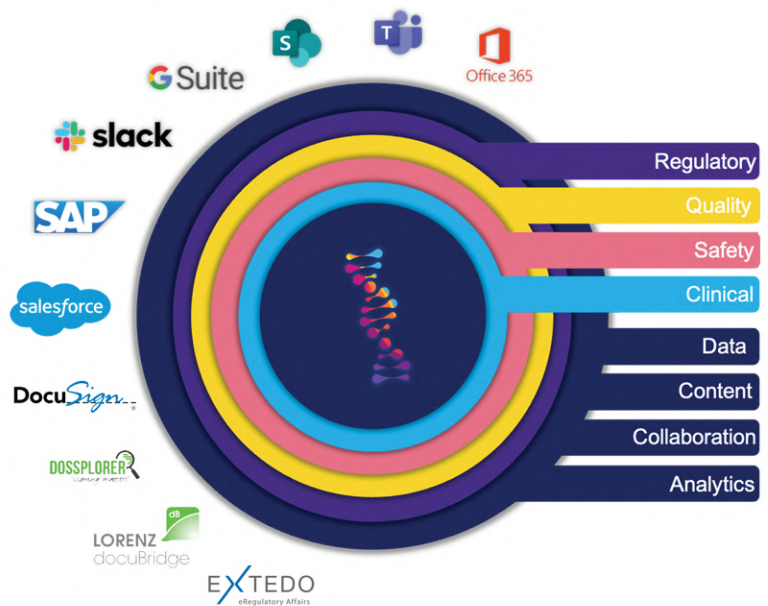 S
T
Office 365
G Suite
slack
SAP
salesforce
DocuSign
DOSSPLORER
dB
LORENZ
docuBridge
EXTEDO
eRegulatory Affairs
Regulatory
Quality
Safety
Clinical
Data
Content
Collaboration
Analytics